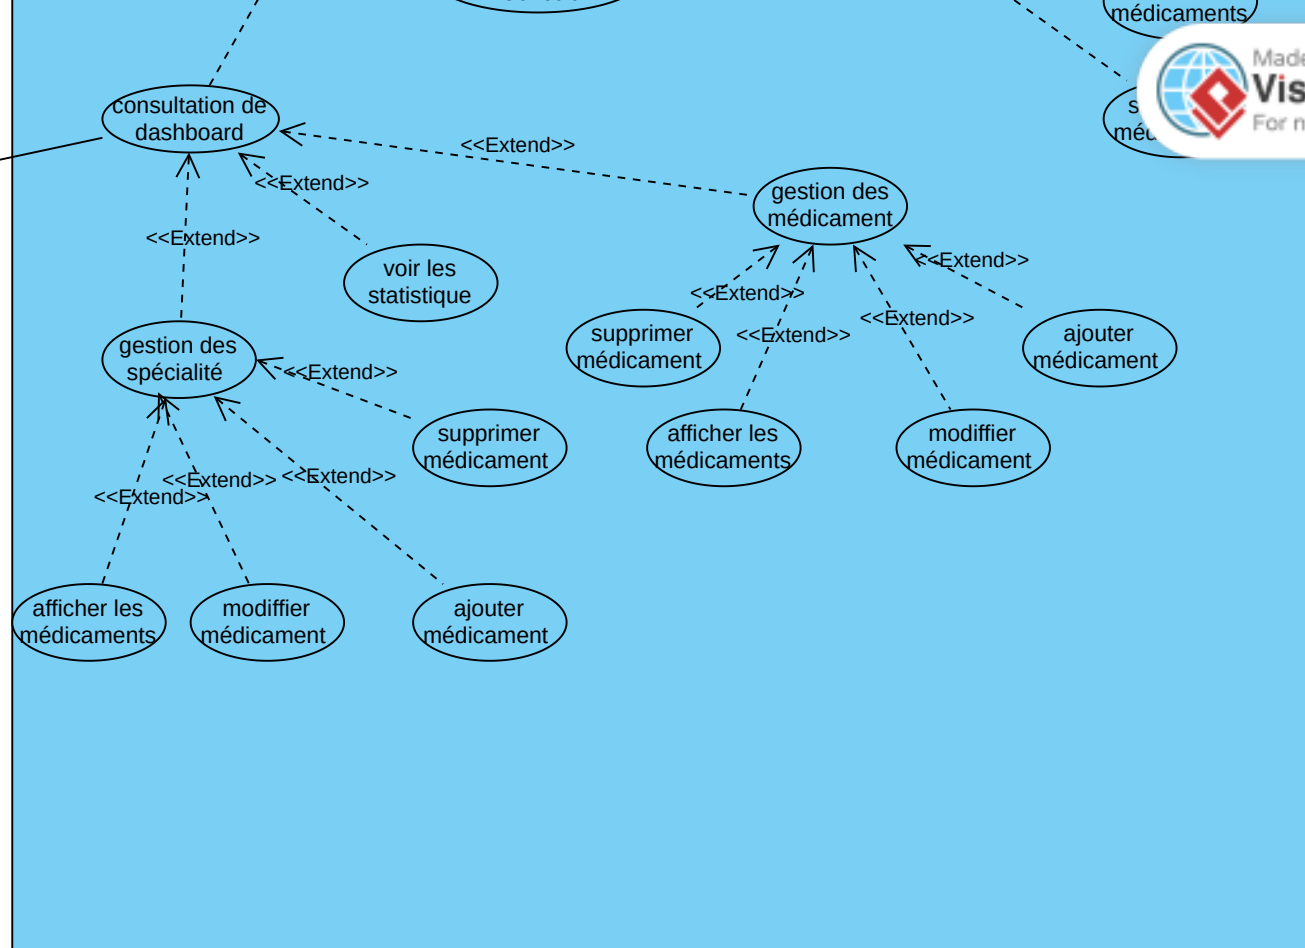 médicaments
Made
Vis
For n
consultation de
dashboard
<<Extend>>
gestion des
médicament
<<Extend>>
<<Extend>>
voir les
statistique
<<Extend>>
<<Extend>>
<<Extend>>
<<Extend>>
supprimer
médicament
ajouter
médicament
gestion des
spécialité
<<Extend>>
supprimer
médicament
afficher les
médicaments
modiffier
médicament
<<Extend>>
<<Extend>>
<<Extend>>
afficher les
médicaments
modiffier
médicament
ajouter
médicament